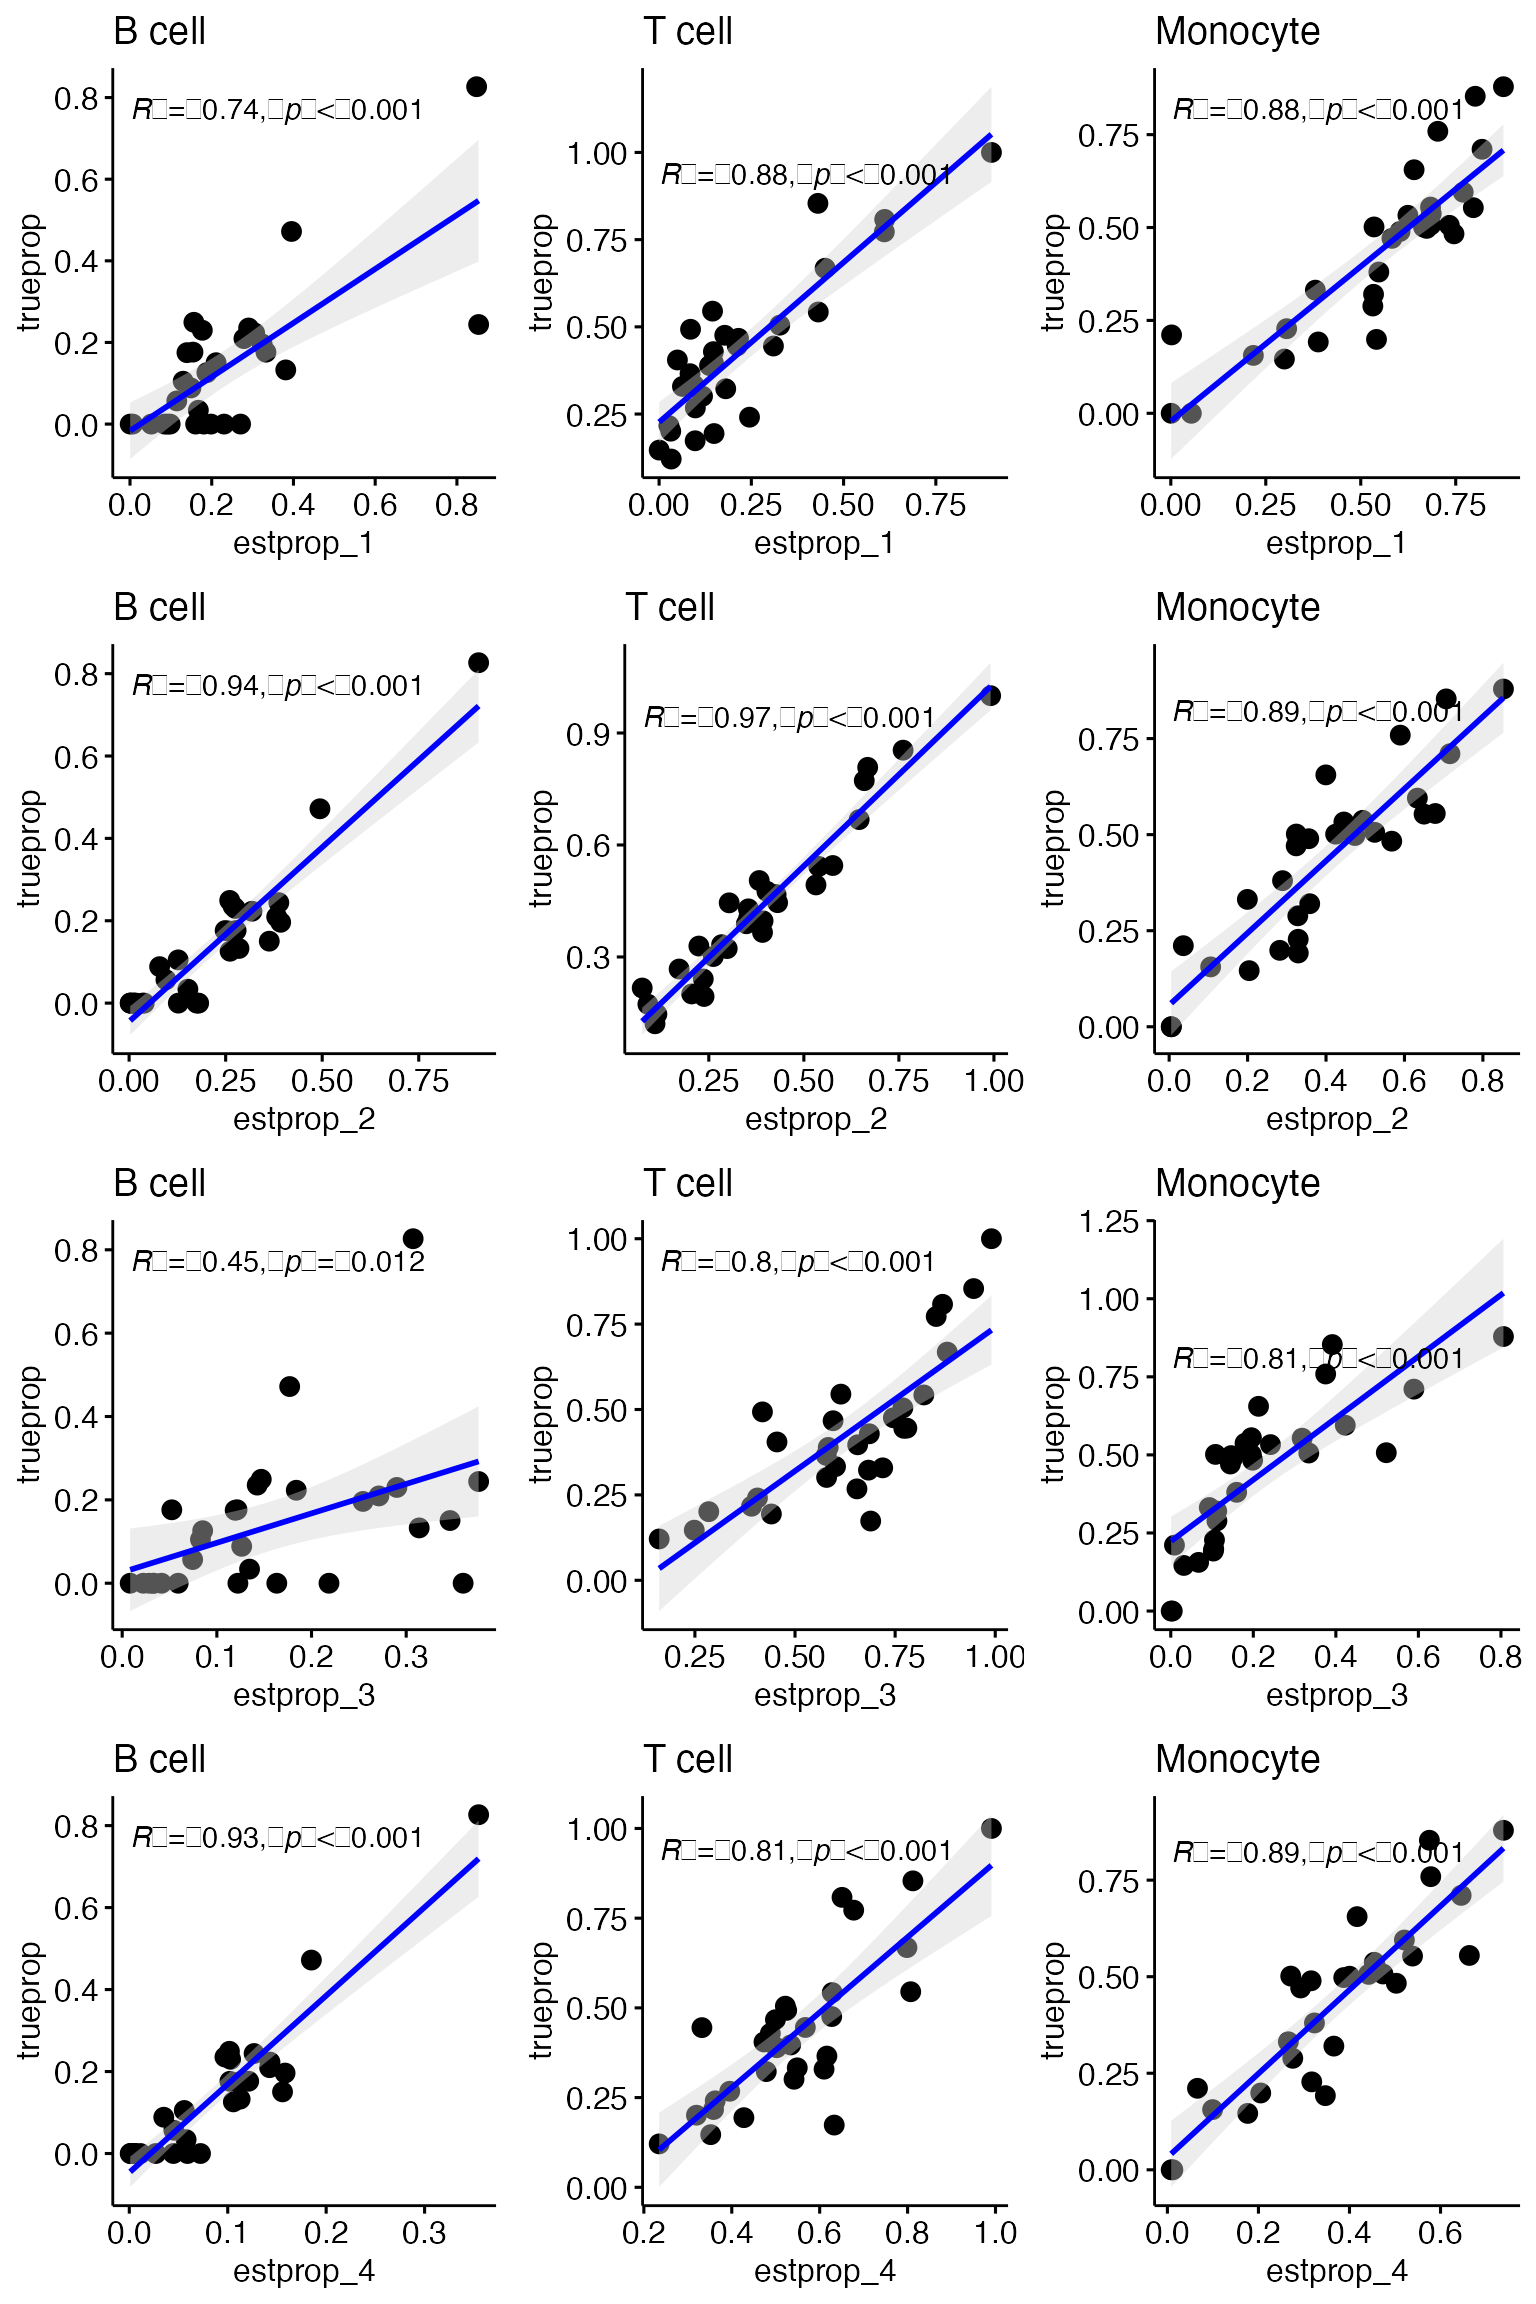 B cell
T cell
Monocyte
R□=□0.74,□p□<□0.001
R□=□0.88,□p□<□0.001
R□=□0.88,□p□<□0.001
trueprop
0.8
0.6
0.4
0.2
0.0
trueprop
1.00
0.75
0.50
0.25
trueprop
0.75
0.50
0.25
0.00
0.0 0.2 0.4 0.6 0.8
0.00 0.25 0.50 0.75
0.00 0.25 0.50 0.75
estprop_1
estprop_1
estprop_1
B cell
T cell
Monocyte
R□=□0.94,□p□<□0.001
R□=□0.97,□p□<□0.001
R□=□0.89,□p□<□0.001
trueprop
0.8
0.6
0.4
0.2
0.0
trueprop
0.9
0.6
0.3
trueprop
0.75
0.50
0.25
0.00
0.00 0.25 0.50 0.75
0.25 0.50 0.75 1.00
0.0 0.2 0.4 0.6 0.8
estprop_2
estprop_2
estprop_2
B cell
T cell
Monocyte
R□=□0.45,□p□=□0.012
R□=□0.8,□p□<□0.001
R□=□0.81,□p□<□0.001
trueprop
0.8
0.6
0.4
0.2
0.0
trueprop
1.00
0.75
0.50
0.25
0.00
trueprop
1.25
1.00
0.75
0.50
0.25
0.00
0.0 0.1 0.2 0.3
0.25 0.50 0.75 1.00
0.0 0.2 0.4 0.6 0.8
estprop_3
estprop_3
estprop_3
B cell
T cell
Monocyte
R□=□0.93,□p□<□0.001
R□=□0.81,□p□<□0.001
R□=□0.89,□p□<□0.001
trueprop
0.8
0.6
0.4
0.2
0.0
trueprop
1.00
0.75
0.50
0.25
0.00
trueprop
0.75
0.50
0.25
0.00
0.0 0.1 0.2 0.3
0.2 0.4 0.6 0.8 1.0
0.0 0.2 0.4 0.6
estprop_4
estprop_4
estprop_4